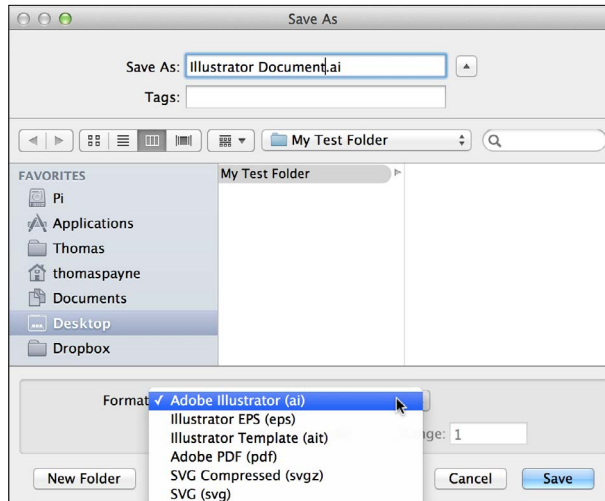 Save As
Save As: Illustrator Document.ai
Tags:
My Test Folder
FAVORITES
Pi
Applications
Thomas
thomaspayne
Documents
Desktop
Dropbox
My Test Folder
Format
✓ Adobe Illustrator (ai)
Illustrator EPS (eps)
Illustrator Template (ait)
Adobe PDF (pdf)
SVG Compressed (svgz)
SVG (svg)
nge: 1
New Folder
Cancel
Save